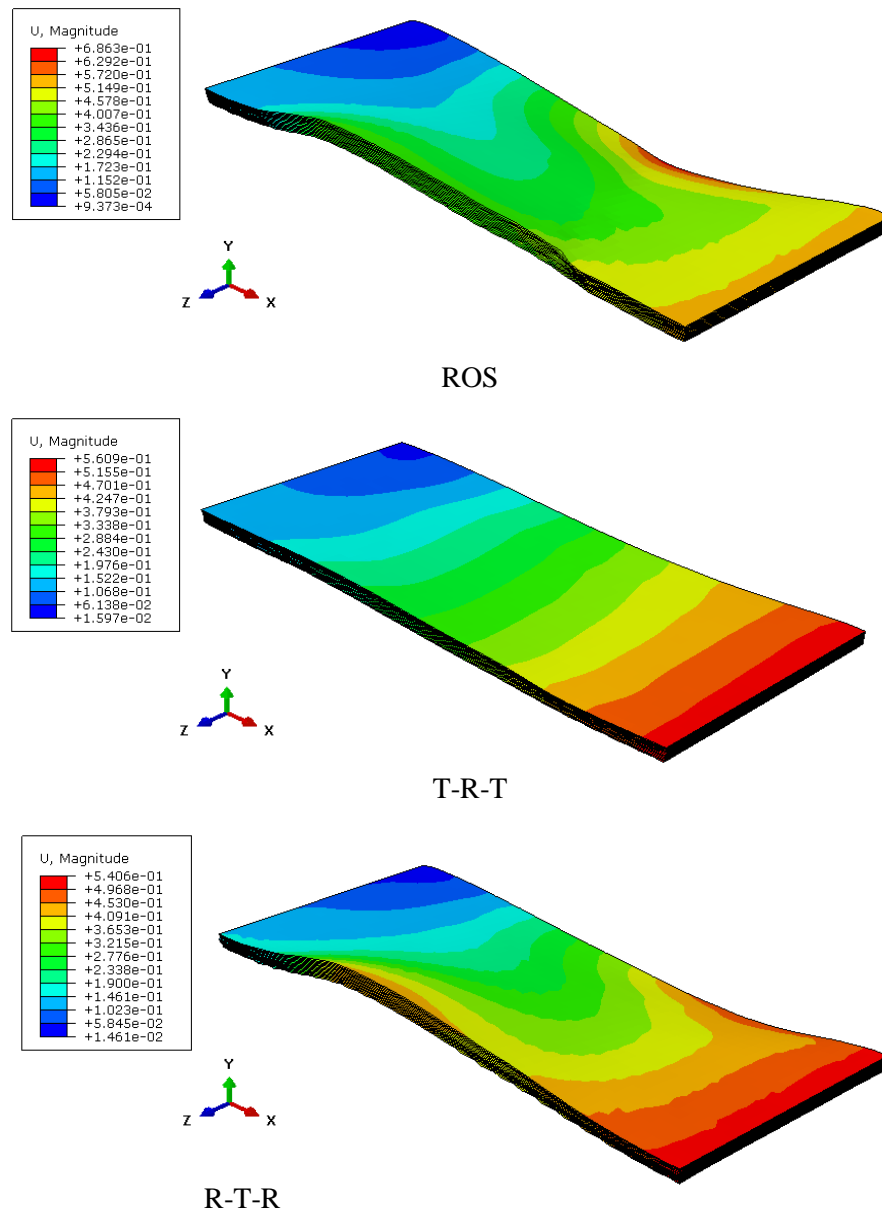 U, Magnitude
+6.863e-01
+6.292e-01
+5.720e-01
+5.149e-01
+4.578e-01
+4.007e-01
+3.436e-01
+2.865e-01
+2.294e-01
+1.723e-01
+1.152e-01
+5.805e-02
+9.373e-04
Y
Z
X
ROS
U, Magnitude
+5.609e-01
+5.155e-01
+4.701e-01
+4.247e-01
+3.793e-01
+3.338e-01
+2.884e-01
+2.430e-01
+1.976e-01
+1.522e-01
+1.068e-01
+6.138e-02
+1.597e-02
Y
Z
X
T-R-T
U, Magnitude
+5.406e-01
+4.968e-01
+4.530e-01
+4.091e-01
+3.653e-01
+3.215e-01
+2.776e-01
+2.338e-01
+1.900e-01
+1.461e-01
+1.023e-01
+5.845e-02
+1.461e-02
Y
Z
X
R-T-R